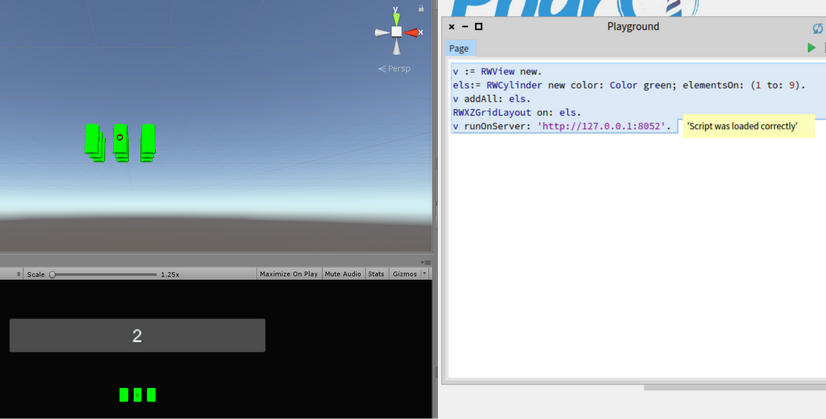 y
x
Persp
Scale
1.25x
Maximize On Play
Mute Audio
Stats
Gizmos
2
Playground
Page
v := RWView new.
els:= RWCylinder new color: Color green; elementsOn: (1 to: 9).
v addAll: els.
RWXZGridLayout on: els.
v runOnServer: 'http://127.0.0.1:8052'.
'Script was loaded correctly'